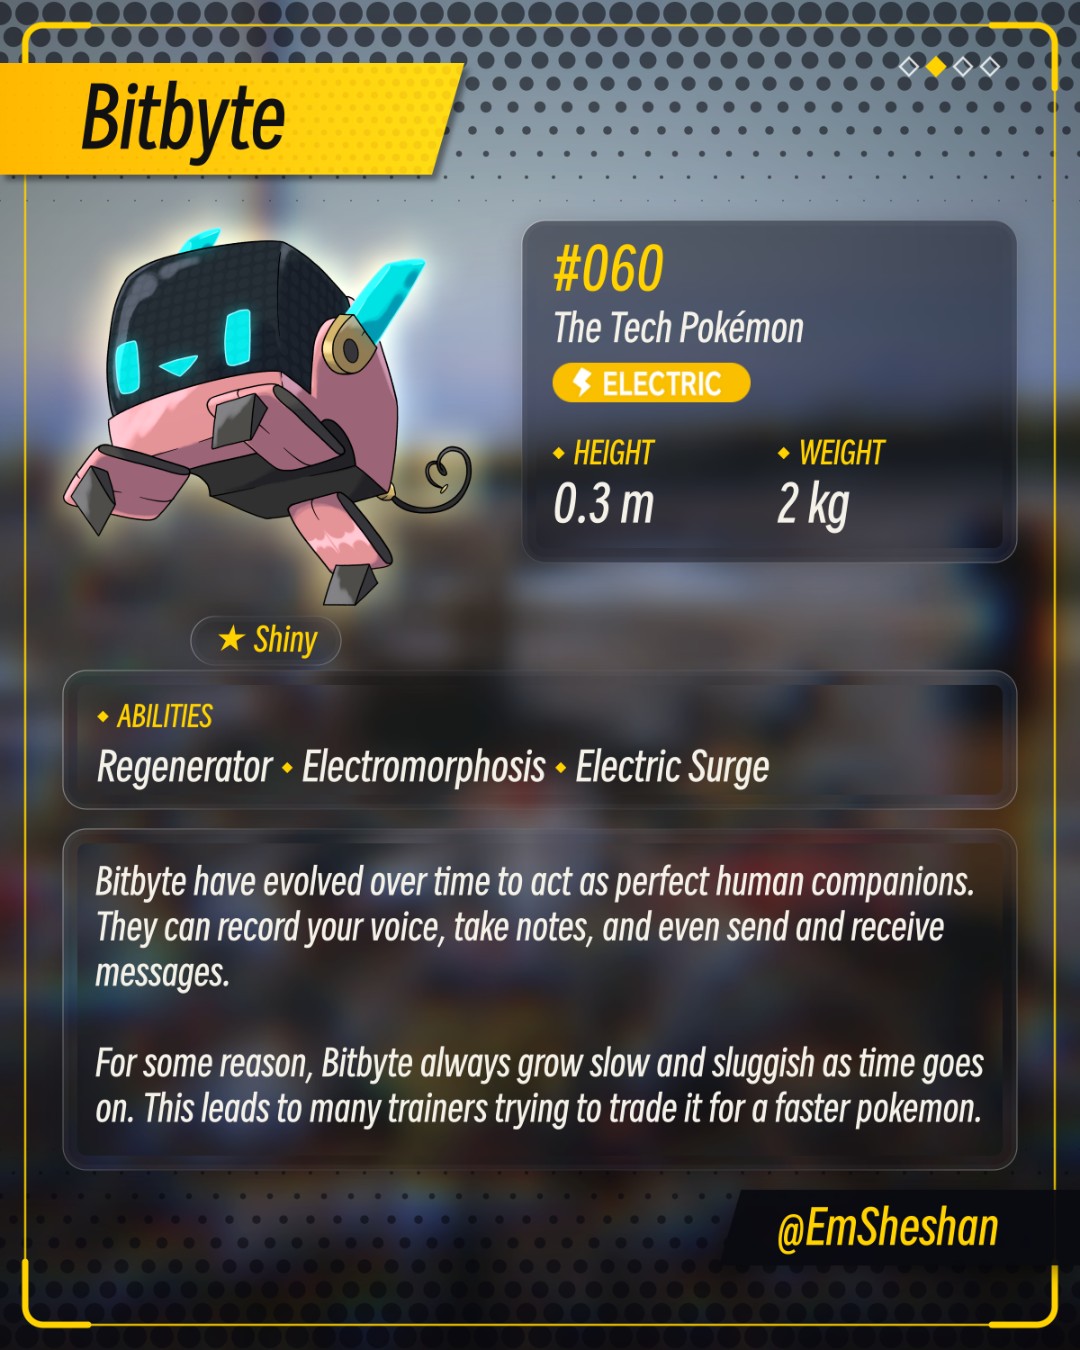 Bitbyte
#060
The Tech Pokémon
ELECTRIC
HEIGHT
WEIGHT
0.3 m
2 kg
Shiny
ABILITIES
Regenerator • Electromorphosis • Electric Surge
Bitbyte have evolved over time to act as perfect human companions.
They can record your voice, take notes, and even send and receive
messages.
For some reason, Bitbyte always grow slow and sluggish as time goes
on. This leads to many trainers trying to trade it for a faster pokemon.
@EmSheshan